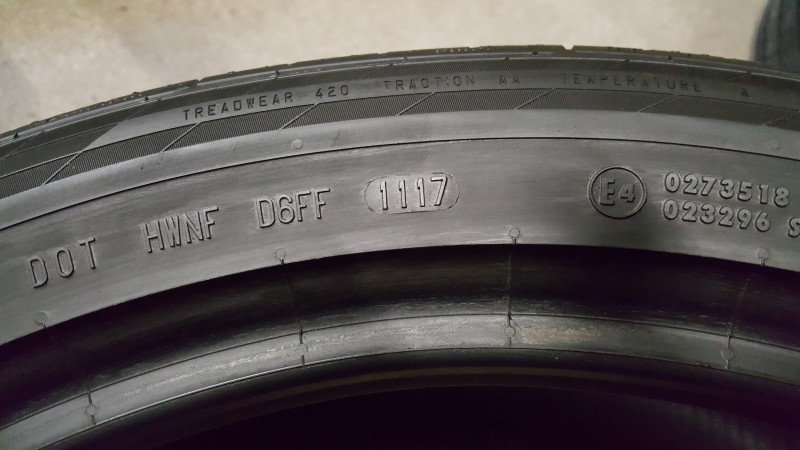 TREADWEAR 420 TRACTION AA TEMPERATURE A
DOT HWNF D6FF 1117 E4 0273518
023296 S